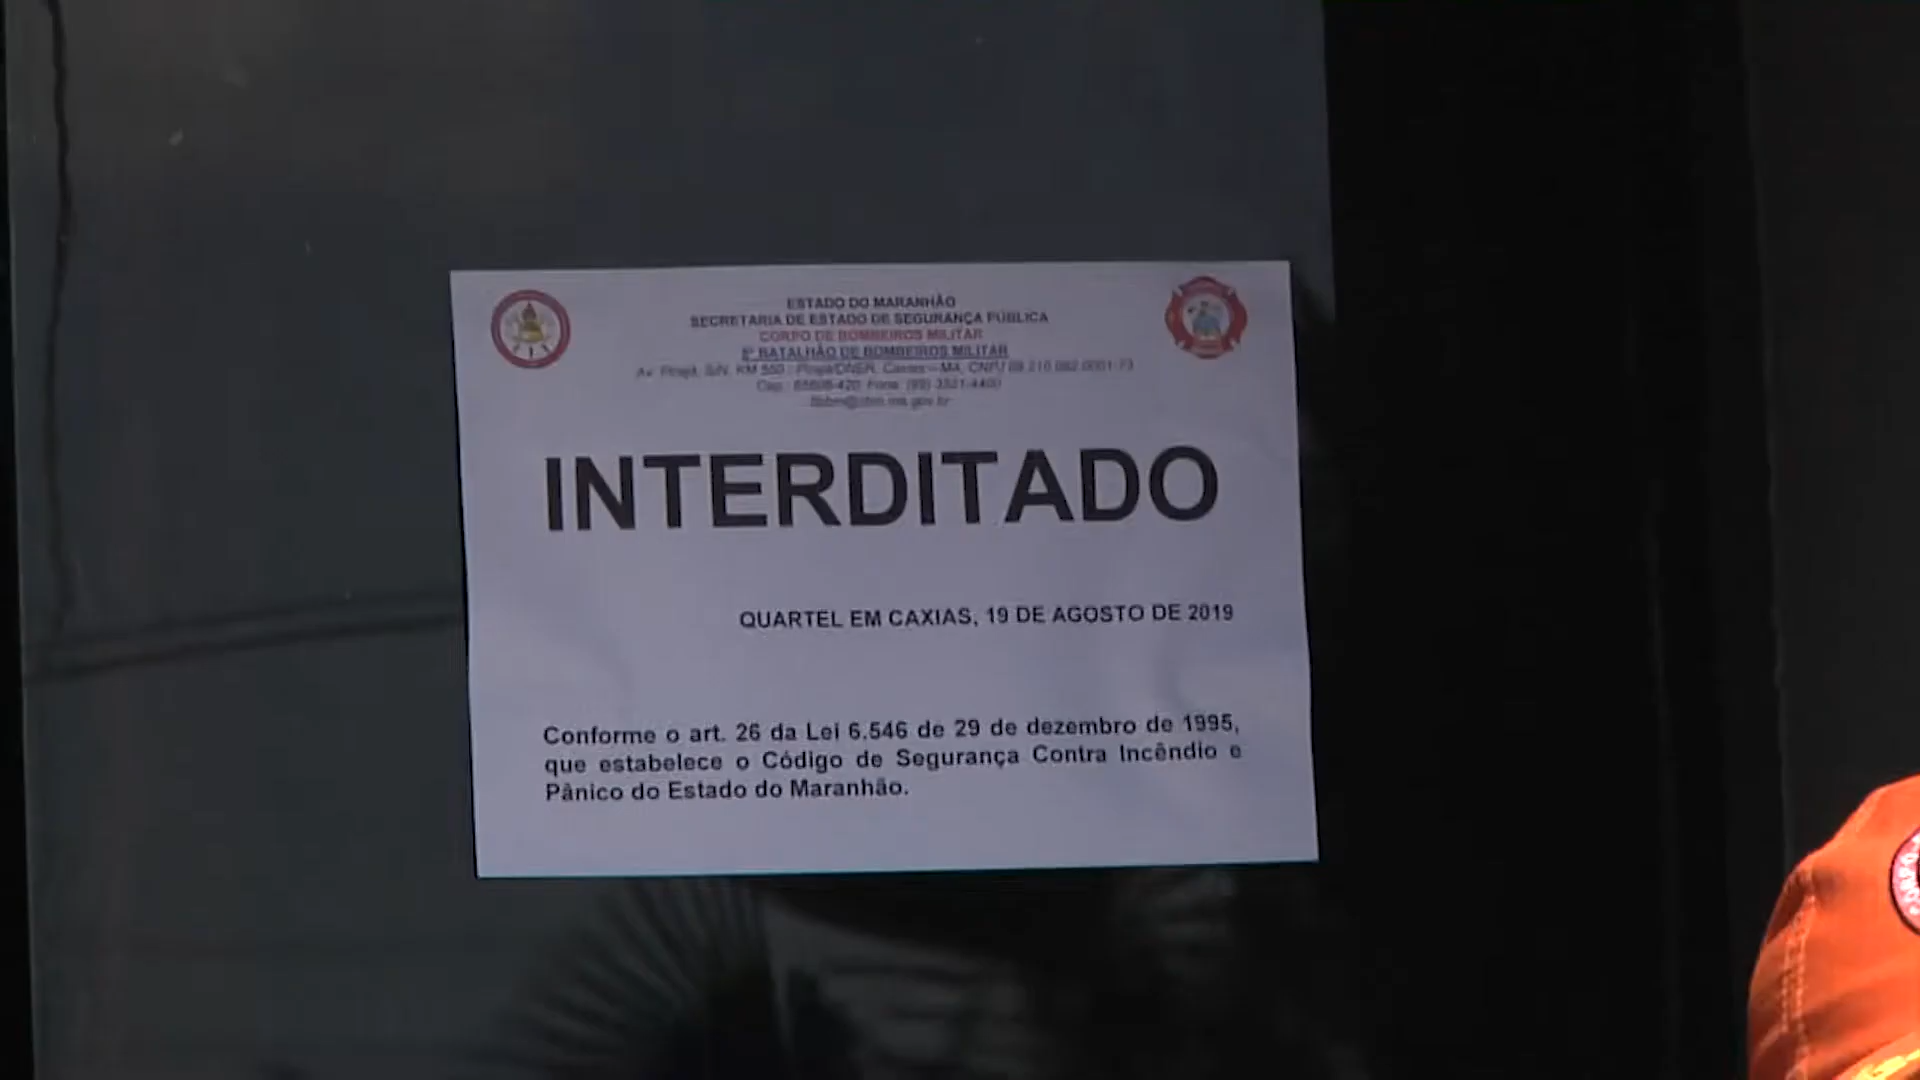 ESTADO DO MARANHÃO
SECRETARIA DE ESTADO DE SEGURANÇA PÚBLICA
CORPO DE BOMBEIROS MILITAR
BATALHÃO DE BOMBEIROS MILITAR
INTERDITADO
QUARTEL EM CAXIAS, 19 DE AGOSTO DE 2019
Conforme o art. 26 da Lei 6.546 de 29 de dezembro de 1995,
que estabelece o Código de Segurança Contra Incêndio e
Pânico do Estado do Maranhão.